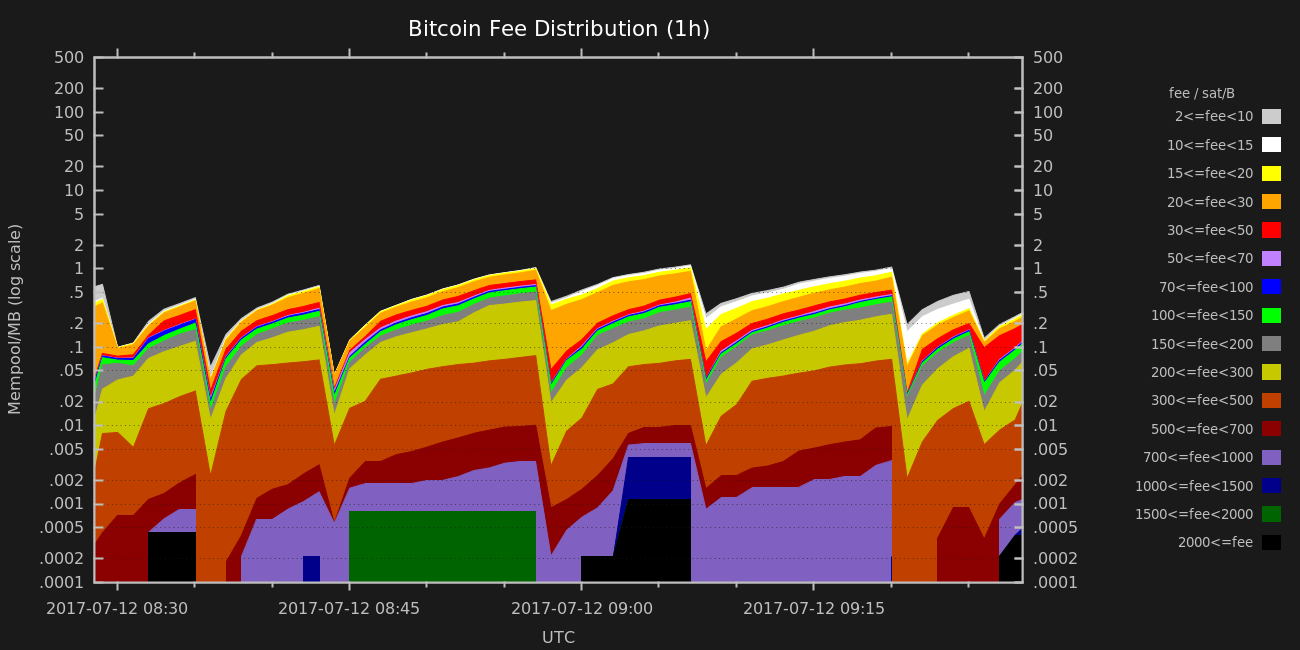 Bitcoin Fee Distribution (1h)
500 500
200 200
100 100
50 50
20 20
10 10
5 5
2 2
1 1
.5 .5
.2 .2
.1 .1
.05 .05
.02 .02
.01 .01
.005 .005
.002 .002
.001 .001
.0005 .0005
.0002 .0002
.0001 .0001
Mempool/MB (log scale)
2017-07-12 08:30 2017-07-12 08:45 2017-07-12 09:00 2017-07-12 09:15
UTC
fee / sat/B
2<=fee<10
10<=fee<15
15<=fee<20
20<=fee<30
30<=fee<50
50<=fee<70
70<=fee<100
100<=fee<150
150<=fee<200
200<=fee<300
300<=fee<500
500<=fee<700
700<=fee<1000
1000<=fee<1500
1500<=fee<2000
2000<=fee